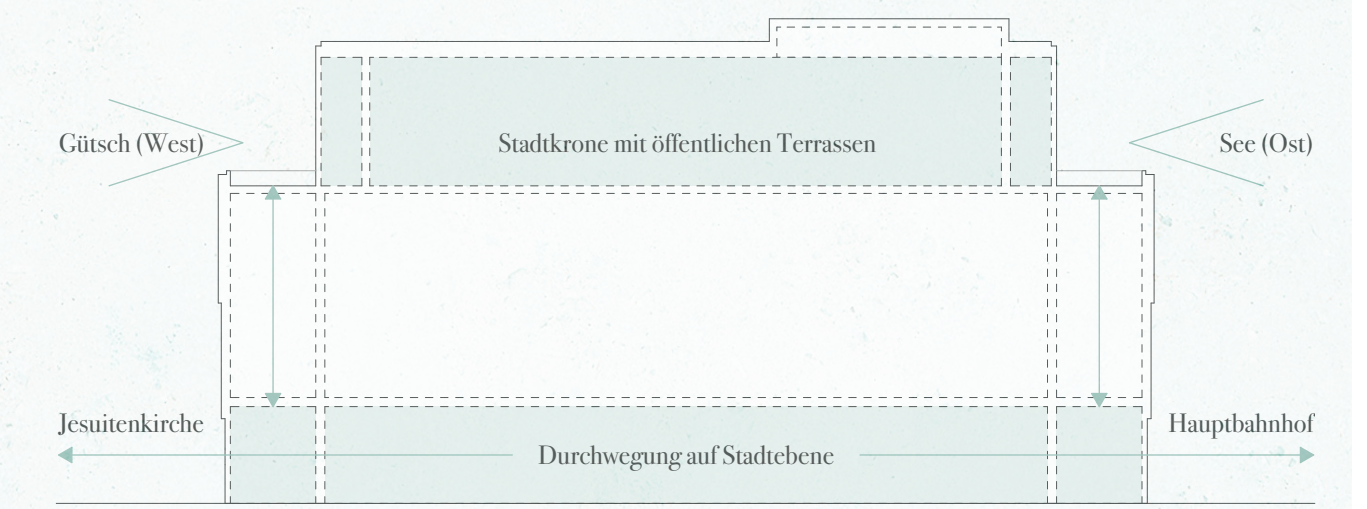 Gütsch (West)
Stadtkrone mit öffentlichen Terrassen
See (Ost)
Jesuitenkirche
Hauptbahnhof
Durchwegung auf Stadtebene